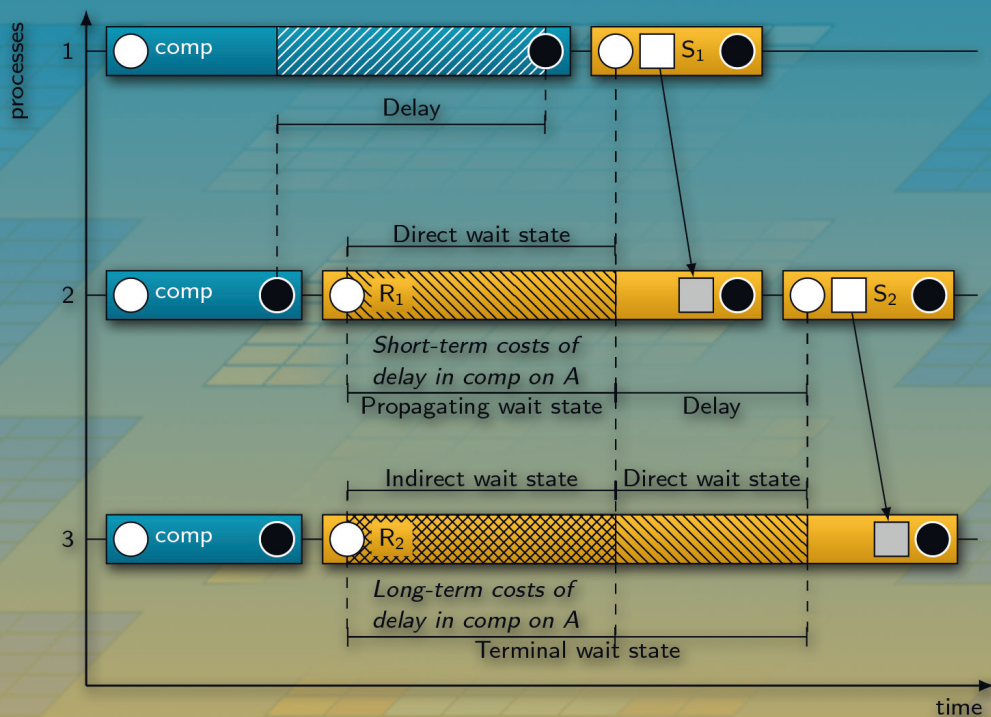 processes
1
comp
S1
Delay
Direct wait state
2
comp
R1
S2
Short-term costs of
delay in comp on A
Propagating wait state
Delay
Indirect wait state
Direct wait state
3
comp
R2
Long-term costs of
delay in comp on A
Terminal wait state
time